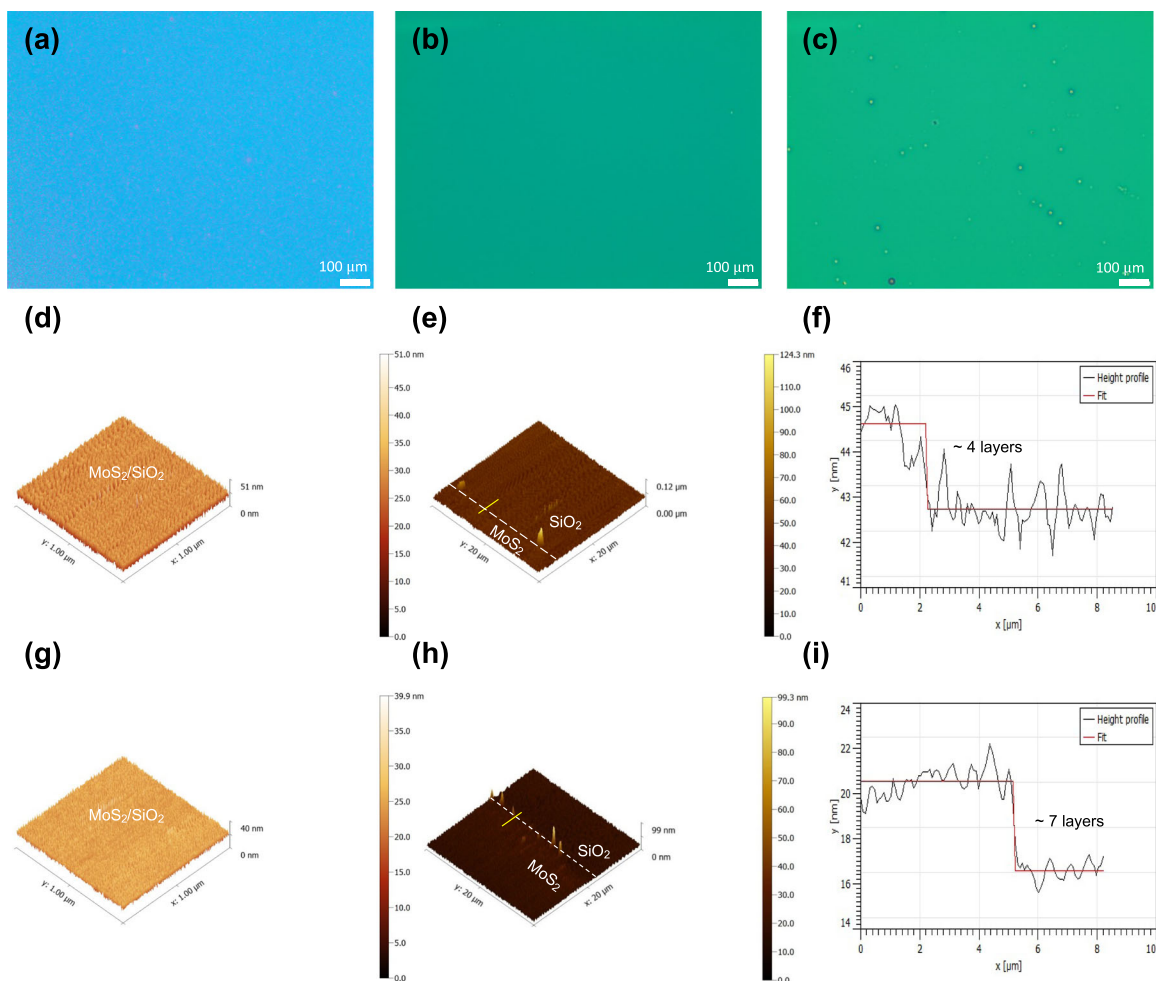 (a)
(b)
(c)
100 μm
100 μm
100 μm
(d)
(e)
(f)
MoS₂/SiO₂
51 nm
0 nm
y: 1.00 μm
x: 1.00 μm
51.0 nm
45.0
40.0
35.0
30.0
25.0
20.0
15.0
10.0
5.0
0.0
SiO₂
MoS₂
0.12 μm
0.00 μm
y: 20 μm
x: 20 μm
124.3 nm
110.0
100.0
90.0
80.0
70.0
60.0
50.0
40.0
30.0
20.0
10.0
0.0
46
45
44
43
42
41
y [nm]
Height profile
Fit
~ 4 layers
0 2 4 6 8 10
x [μm]
(g)
(h)
(i)
MoS₂/SiO₂
40 nm
0 nm
y: 1.00 μm
x: 1.00 μm
39.9 nm
35.0
30.0
25.0
20.0
15.0
10.0
5.0
0.0
SiO₂
MoS₂
99 nm
0 nm
y: 20 μm
x: 20 μm
99.3 nm
90.0
80.0
70.0
60.0
50.0
40.0
30.0
20.0
10.0
0.0
24
22
20
18
16
14
y [nm]
Height profile
Fit
~ 7 layers
0 2 4 6 8 10
x [μm]